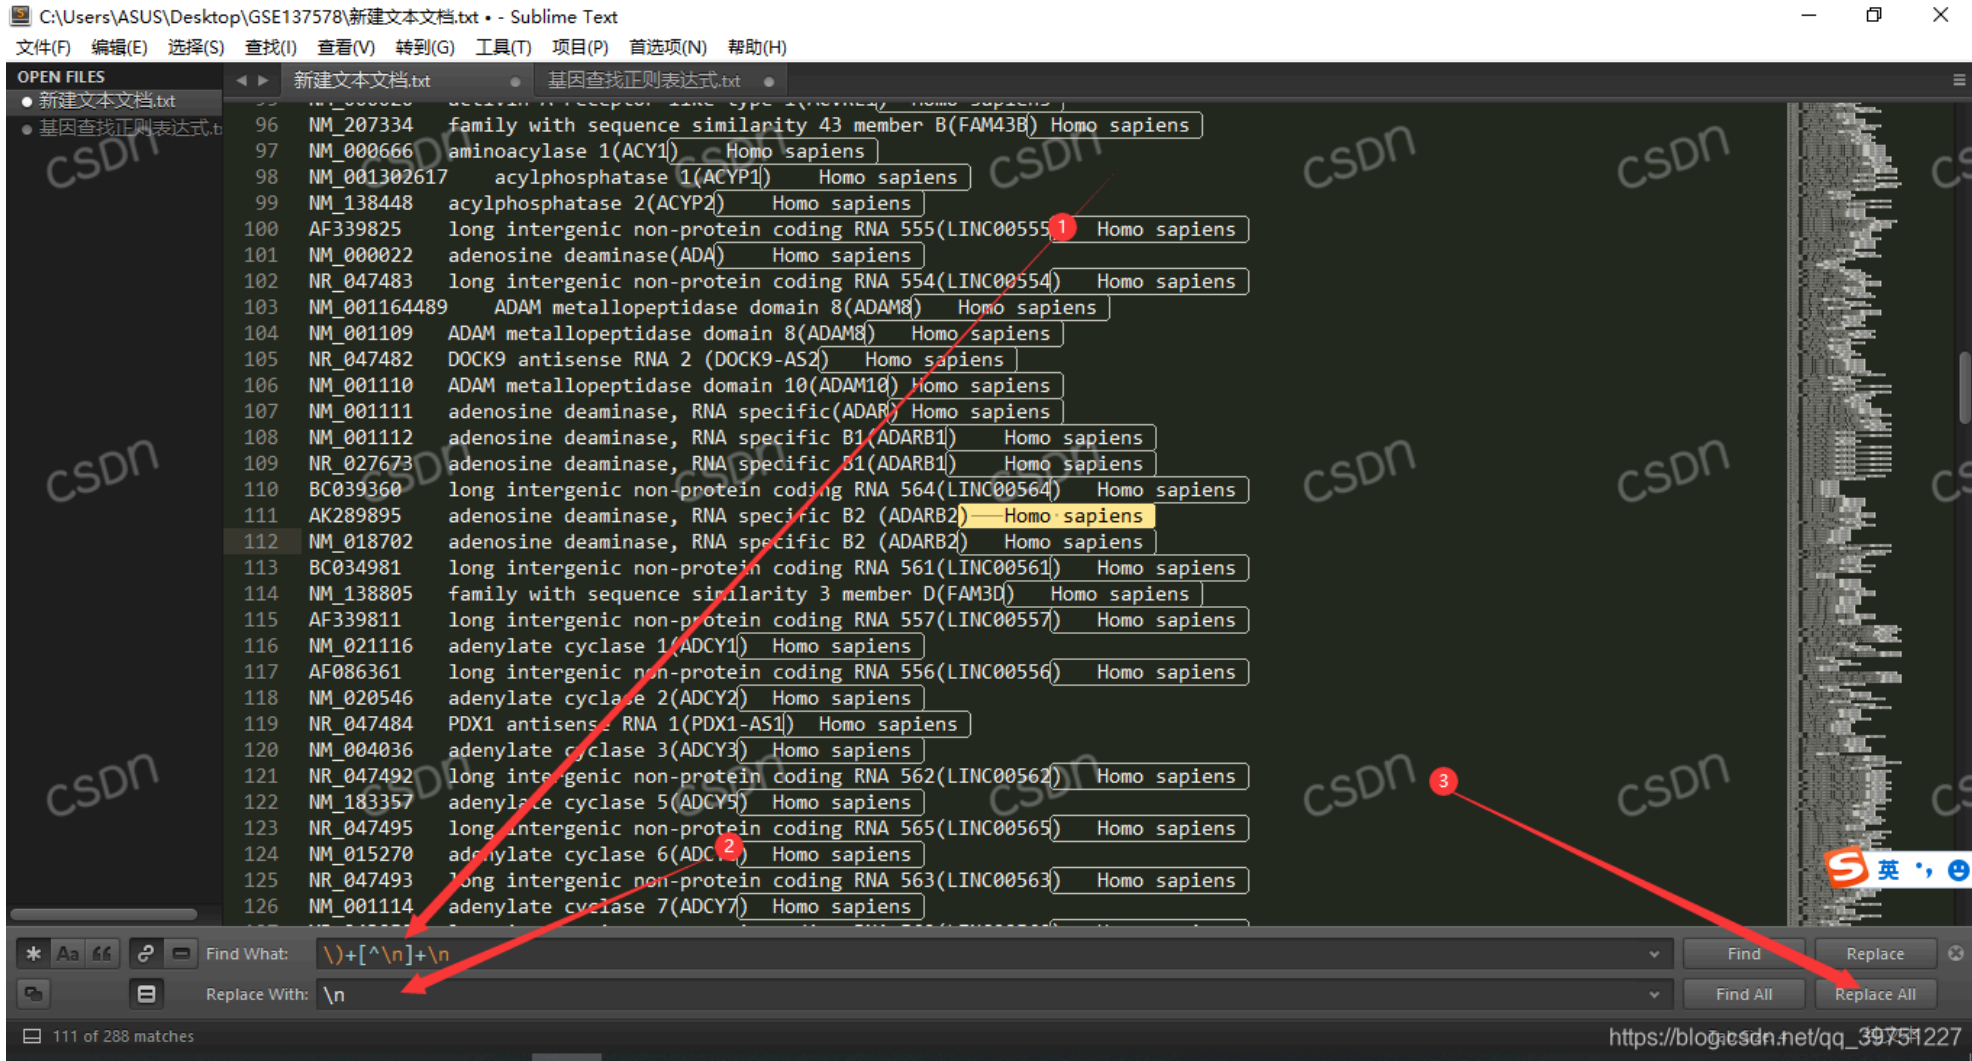 C:\Users\ASUS\Desktop\GSE137578\新建文本文档.txt • - Sublime Text
文件(F) 编辑(E) 选择(S) 查找(I) 查看(V) 转到(G) 工具(T) 项目(P) 首选项(N) 帮助(H)
OPEN FILES
新建文本文档.txt
基因查找正则表达式.t
新建文本文档.txt
基因查找正则表达式.txt
96 NM_207334 family with sequence similarity 43 member B(FAM43B) Homo sapiens
97 NM_000666 aminoacylase 1(ACY1) Homo sapiens
98 NM_001302617 acylphosphatase 1(ACYP1) Homo sapiens
99 NM_138448 acylphosphatase 2(ACYP2) Homo sapiens
100 AF339825 long intergenic non-protein coding RNA 555(LINC00555) Homo sapiens
101 NM_000022 adenosine deaminase(ADA) Homo sapiens
102 NR_047483 long intergenic non-protein coding RNA 554(LINC00554) Homo sapiens
103 NM_001164489 ADAM metallopeptidase domain 8(ADAM8) Homo sapiens
104 NM_001109 ADAM metallopeptidase domain 8(ADAM8) Homo sapiens
105 NR_047482 DOCK9 antisense RNA 2 (DOCK9-AS2) Homo sapiens
106 NM_001110 ADAM metallopeptidase domain 10(ADAM10) Homo sapiens
107 NM_001111 adenosine deaminase, RNA specific(ADAR) Homo sapiens
108 NM_001112 adenosine deaminase, RNA specific B1(ADARB1) Homo sapiens
109 NR_027673 adenosine deaminase, RNA specific B1(ADARB1) Homo sapiens
110 BC039360 long intergenic non-protein coding RNA 564(LINC00564) Homo sapiens
111 AK289895 adenosine deaminase, RNA specific B2 (ADARB2) Homo sapiens
112 NM_018702 adenosine deaminase, RNA specific B2 (ADARB2) Homo sapiens
113 BC034981 long intergenic non-protein coding RNA 561(LINC00561) Homo sapiens
114 NM_138805 family with sequence similarity 3 member D(FAM3D) Homo sapiens
115 AF339811 long intergenic non-protein coding RNA 557(LINC00557) Homo sapiens
116 NM_021116 adenylate cyclase 1(ADCY1) Homo sapiens
117 AF086361 long intergenic non-protein coding RNA 556(LINC00556) Homo sapiens
118 NM_020546 adenylate cyclase 2(ADCY2) Homo sapiens
119 NR_047484 PDX1 antisense RNA 1(PDX1-AS1) Homo sapiens
120 NM_004036 adenylate cyclase 3(ADCY3) Homo sapiens
121 NR_047492 long intergenic non-protein coding RNA 562(LINC00562) Homo sapiens
122 NM_183357 adenylate cyclase 5(ADCY5) Homo sapiens
123 NR_047495 long intergenic non-protein coding RNA 565(LINC00565) Homo sapiens
124 NM_015270 adenylate cyclase 6(ADC ) Homo sapiens
125 NR_047493 long intergenic non-protein coding RNA 563(LINC00563) Homo sapiens
126 NM_001114 adenylate cyclase 7(ADCY7) Homo sapiens
1
2
3
CSDN
英
Aa
Find What: \)+[^\n]+\n
Find
Replace
Replace With: \n
Find All
Replace All
111 of 288 matches
https://blog.csdn.net/qq_39751227